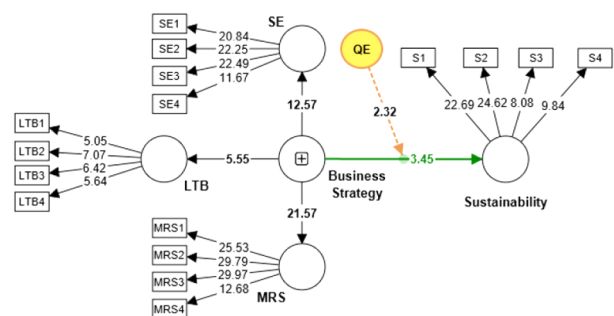 SE
SE1
SE2
SE3
SE4
20.84
22.25
22.49
11.67
QE
S1
S2
S3
S4
22.69
24.62
8.08
9.84
12.57
2.32
LTB1
LTB2
LTB3
LTB4
5.05
7.07
6.42
5.64
LTB
5.55
3.45
Business
Strategy
Sustainability
21.57
MRS1
MRS2
MRS3
MRS4
25.53
29.79
29.97
12.68
MRS